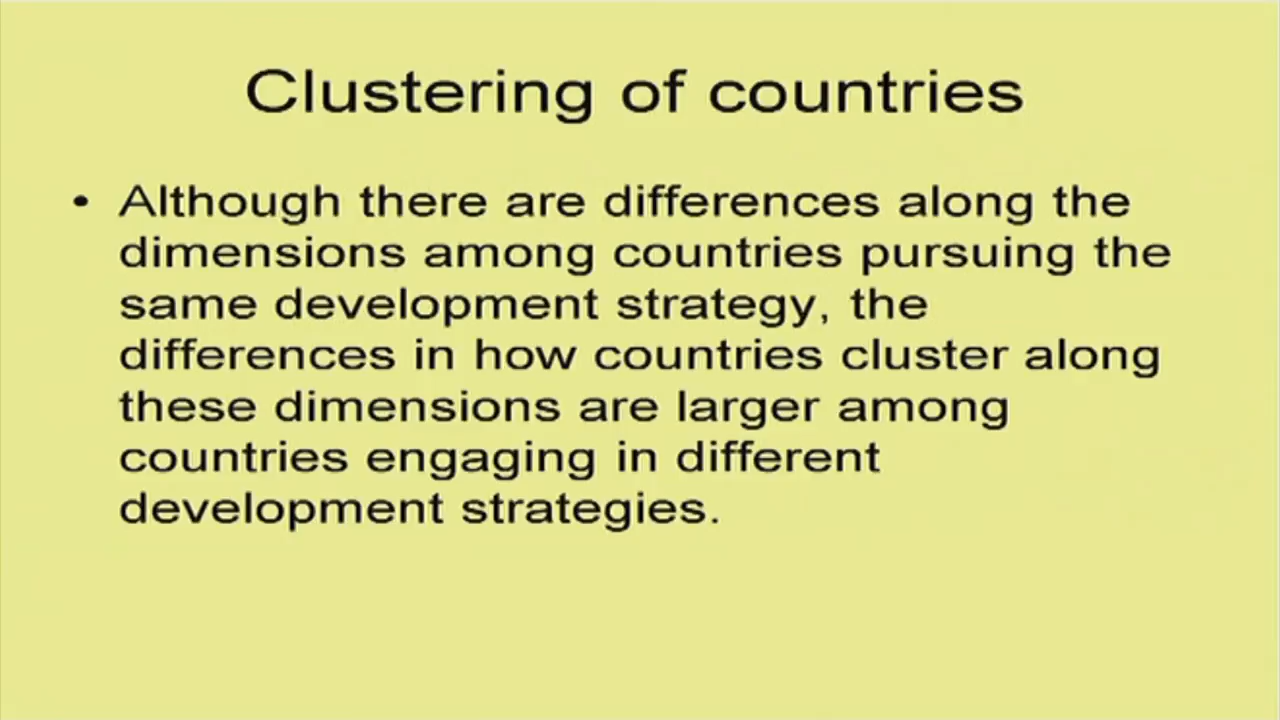 Clustering of countries
• Although there are differences along the
dimensions among countries pursuing the
same development strategy, the
differences in how countries cluster along
these dimensions are larger among
countries engaging in different
development strategies.